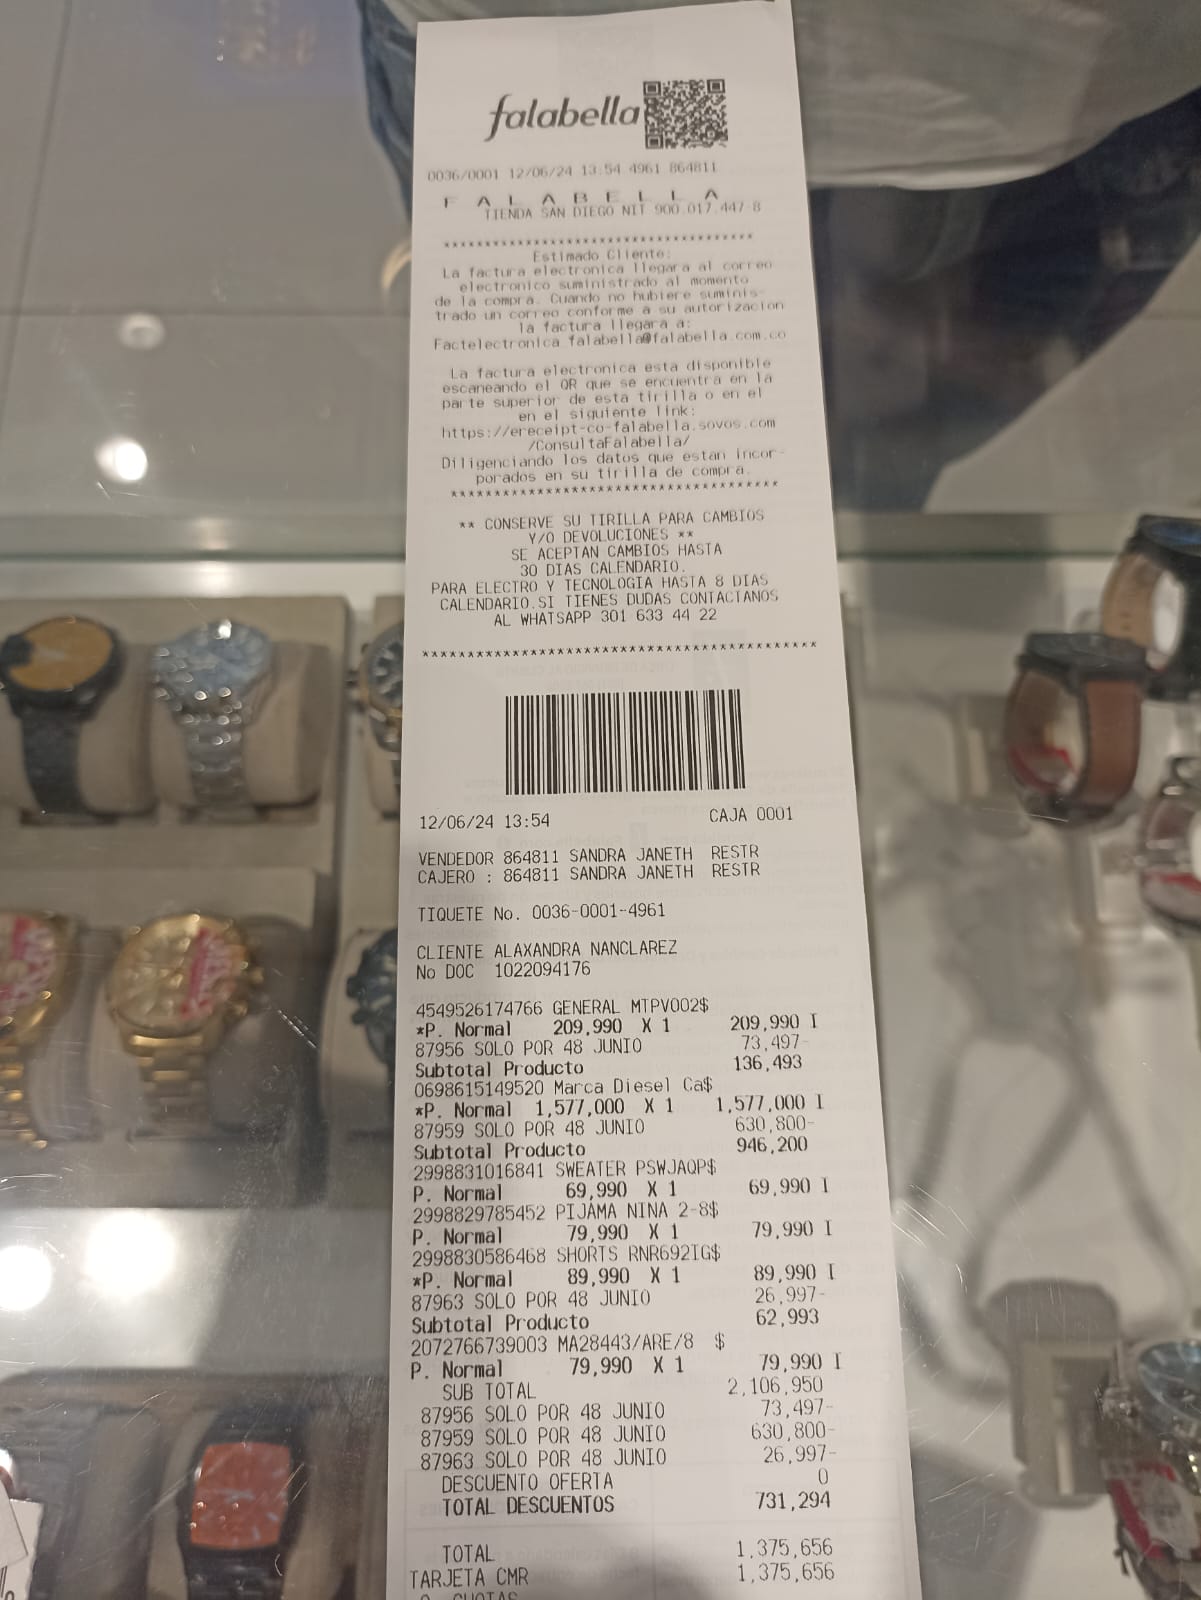 falabella
0036/0001 12/06/24 13:54 4961 864811
F A L A B E L L A
TIENDA SAN DIEGO NIT 900.017.447-8
***************************************
Estimado Cliente:
La factura electronica llegara al correo
electronico suministrado al momento
de la compra. Cuando no hubiere suminis-
trado un correo conforme a su autorizacion
la factura llegara a:
Factelectronica falabella@falabella.com.co
La factura electronica esta disponible
escaneando el QR que se encuentra en la
parte superior de esta tirilla o en el
en el siguiente link:
https://ereceipt-co-falabella.sovos.com
/ConsultaFalabella/
Diligenciando los datos que estan incor-
porados en su tirilla de compra.
***************************************
** CONSERVE SU TIRILLA PARA CAMBIOS
Y/O DEVOLUCIONES **
SE ACEPTAN CAMBIOS HASTA
30 DIAS CALENDARIO.
PARA ELECTRO Y TECNOLOGIA HASTA 8 DIAS
CALENDARIO.SI TIENES DUDAS CONTACTANOS
AL WHATSAPP 301 633 44 22
***************************************
12/06/24 13:54 CAJA 0001
VENDEDOR 864811 SANDRA JANETH RESTR
CAJERO : 864811 SANDRA JANETH RESTR
TIQUETE No. 0036-0001-4961
CLIENTE ALAXANDRA NANCLAREZ
No DOC 1022094176
4549526174766 GENERAL MTPV002$
*P. Normal 209,990 X 1 209,990 I
87956 SOLO POR 48 JUNIO 73,497-
Subtotal Producto 136,493
0698615149520 Marca Diesel Ca$
*P. Normal 1,577,000 X 1 1,577,000 I
87959 SOLO POR 48 JUNIO 630,800-
Subtotal Producto 946,200
2998831016841 SWEATER PSWJAQP$
P. Normal 69,990 X 1 69,990 I
2998829785452 PIJAMA NINA 2-8$
P. Normal 79,990 X 1 79,990 I
2998830586468 SHORTS RNR692IG$
*P. Normal 89,990 X 1 89,990 I
87963 SOLO POR 48 JUNIO 26,997-
Subtotal Producto 62,993
2072766739003 MA28443/ARE/8 $
P. Normal 79,990 X 1 79,990 I
SUB TOTAL 2,106,950
87956 SOLO POR 48 JUNIO 73,497-
87959 SOLO POR 48 JUNIO 630,800-
87963 SOLO POR 48 JUNIO 26,997-
DESCUENTO OFERTA 0
TOTAL DESCUENTOS 731,294
TOTAL 1,375,656
TARJETA CMR 1,375,656